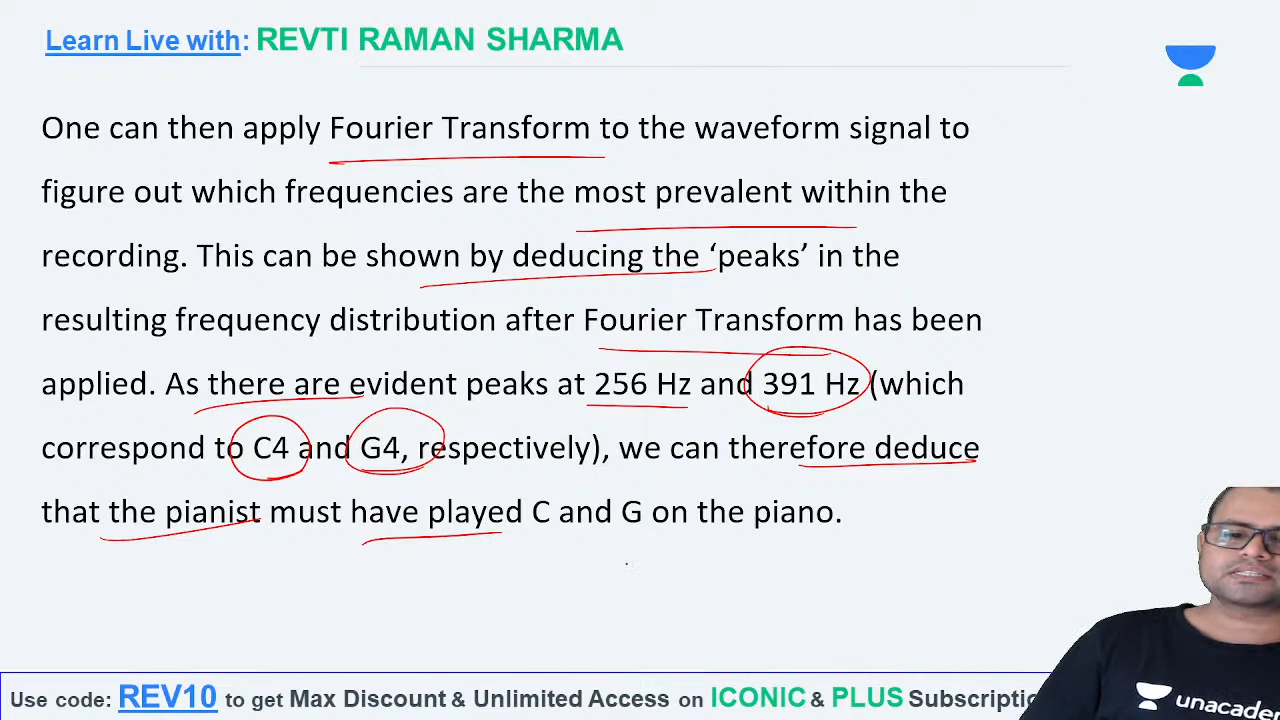 Learn Live with: REVTI RAMAN SHARMA
One can then apply Fourier Transform to the waveform signal to
figure out which frequencies are the most prevalent within the
recording. This can be shown by deducing the ‘peaks’ in the
resulting frequency distribution after Fourier Transform has been
applied. As there are evident peaks at 256 Hz and 391 Hz (which
correspond to C4 and G4, respectively), we can therefore deduce
that the pianist must have played C and G on the piano.
Use code: REV10 to get Max Discount & Unlimited Access on ICONIC & PLUS Subscriptio
unacade